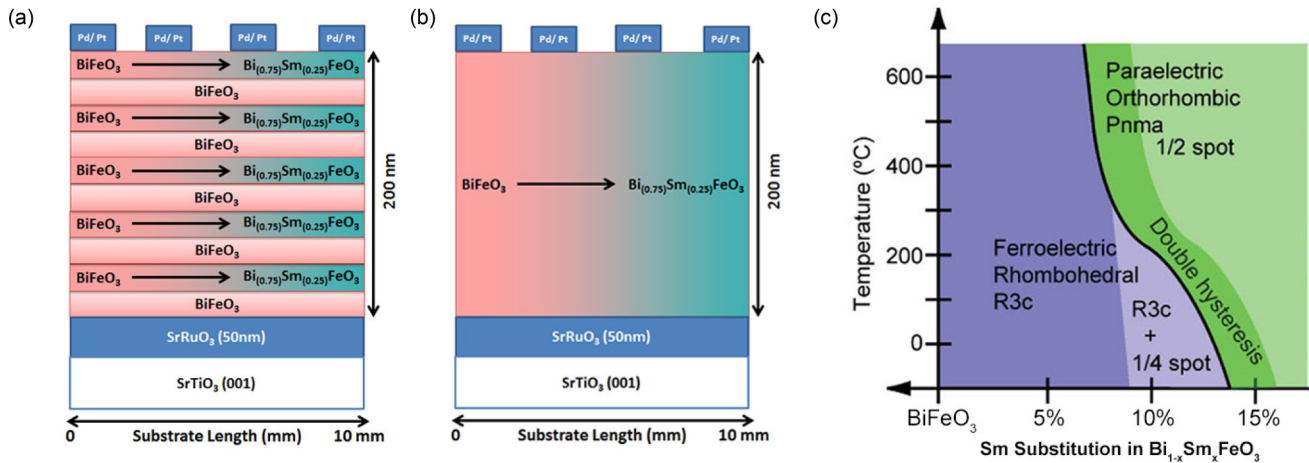 (a)
Pd/ Pt Pd/ Pt Pd/ Pt Pd/ Pt
BiFeO3 Bi(0.75)Sm(0.25)FeO3
BiFeO3
BiFeO3 Bi(0.75)Sm(0.25)FeO3
BiFeO3
BiFeO3 Bi(0.75)Sm(0.25)FeO3
BiFeO3
BiFeO3 Bi(0.75)Sm(0.25)FeO3
BiFeO3
BiFeO3 Bi(0.75)Sm(0.25)FeO3
BiFeO3
200 nm
SrRuO3 (50nm)
SrTiO3 (001)
0 Substrate Length (mm) 10 mm
(b)
Pd/ Pt Pd/ Pt Pd/ Pt Pd/ Pt
BiFeO3 Bi(0.75)Sm(0.25)FeO3
200 nm
SrRuO3 (50nm)
SrTiO3 (001)
0 Substrate Length (mm) 10 mm
(c)
Temperature (ºC)
600
400
200
0
Paraelectric
Orthorhombic
Pnma
1/2 spot
Double hysteresis
Ferroelectric
Rhombohedral
R3c
R3c
+
1/4 spot
BiFeO3 5% 10% 15%
Sm Substitution in Bi1-xSmxFeO3